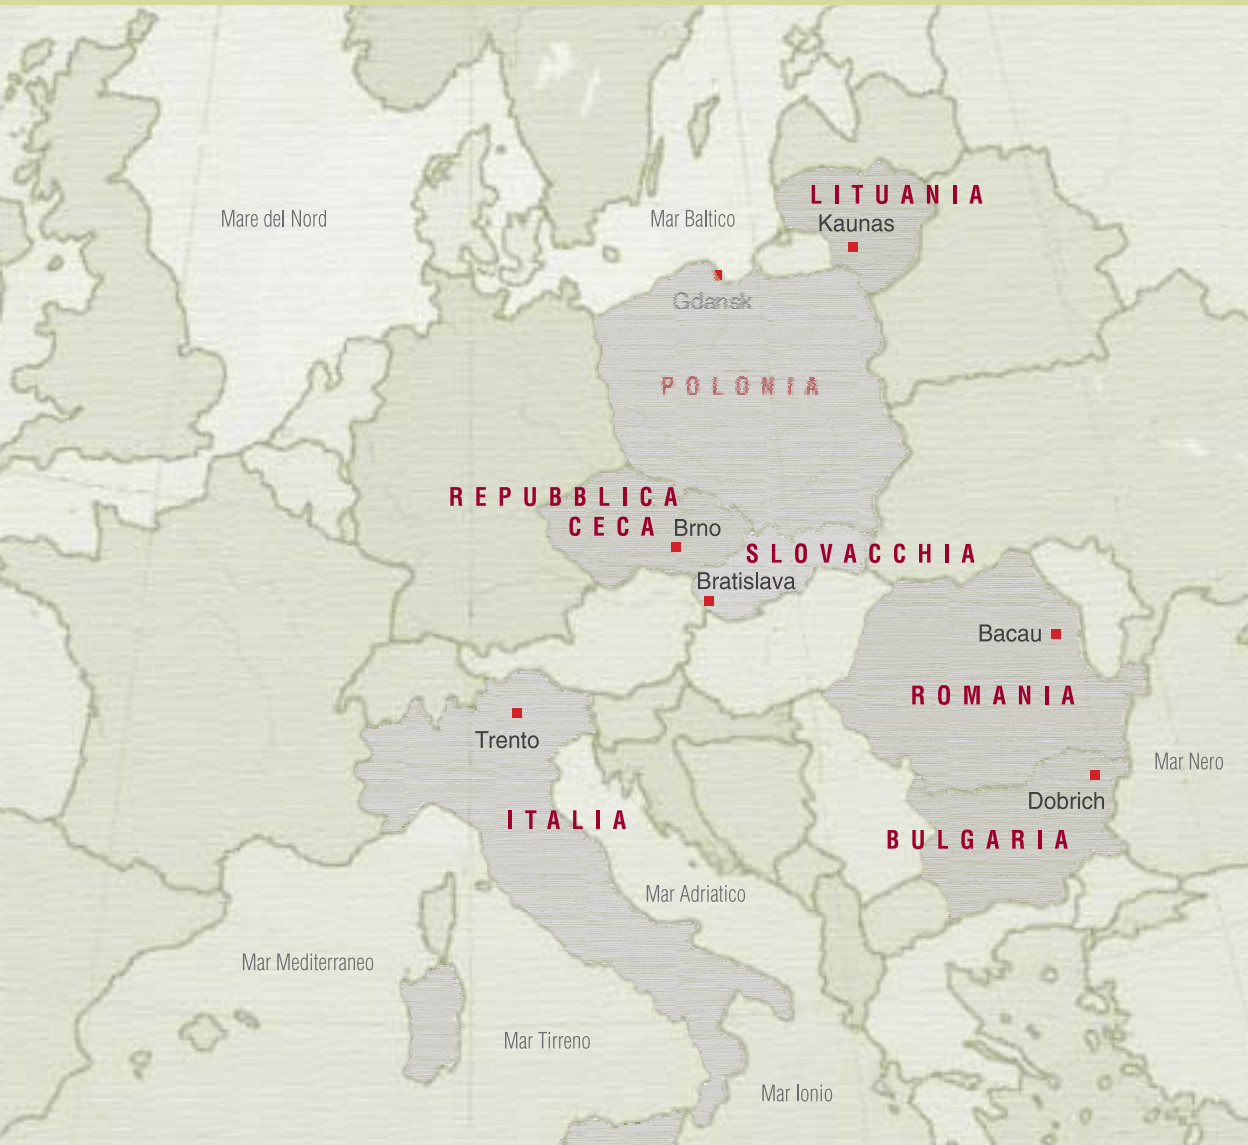 LITUANIA
Mare del Nord
Mar Baltico
Kaunas
Gdansk
POLONIA
REPUBBLICA
CECA
Brno
SLOVACCHIA
Bratislava
Bacau
ROMANIA
Trento
Mar Nero
Dobrich
ITALIA
BULGARIA
Mar Adriatico
Mar Mediterraneo
Mar Tirreno
Mar Ionio